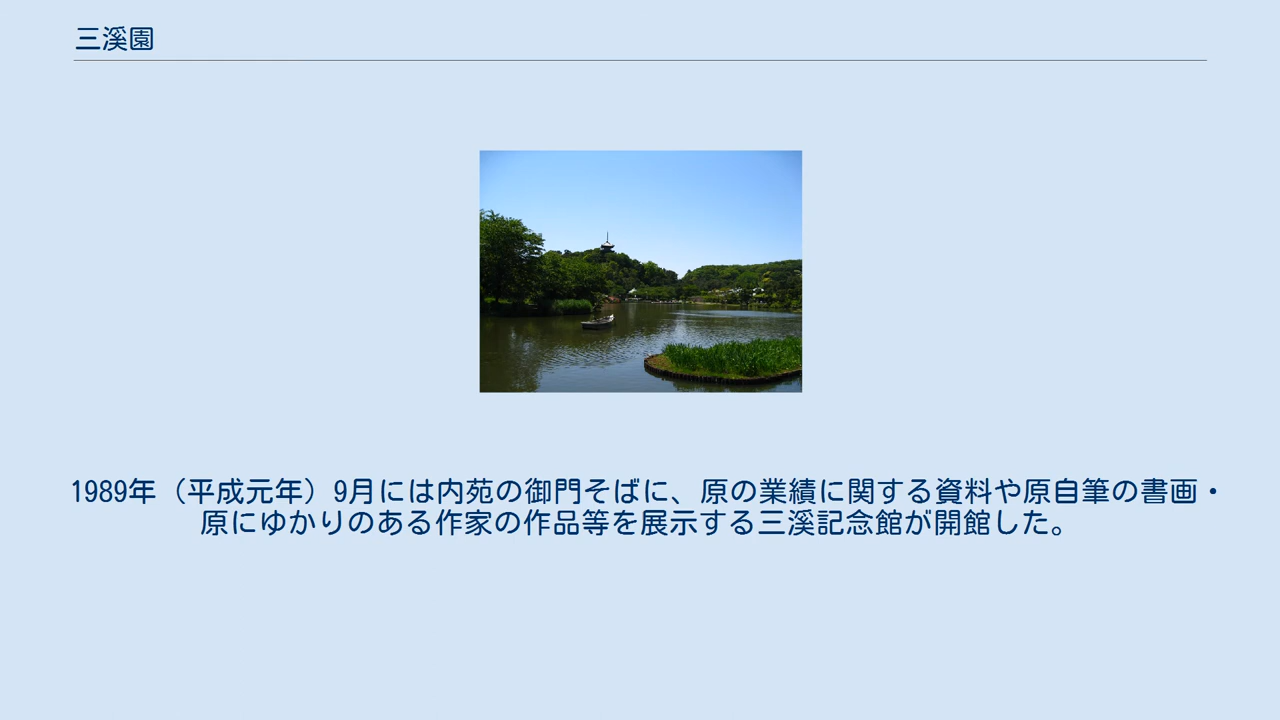 三溪園
1989年（平成元年）9月には内苑の御門そばに、原の業績に関する資料や原自筆の書画・
原にゆかりのある作家の作品等を展示する三溪記念館が開館した。